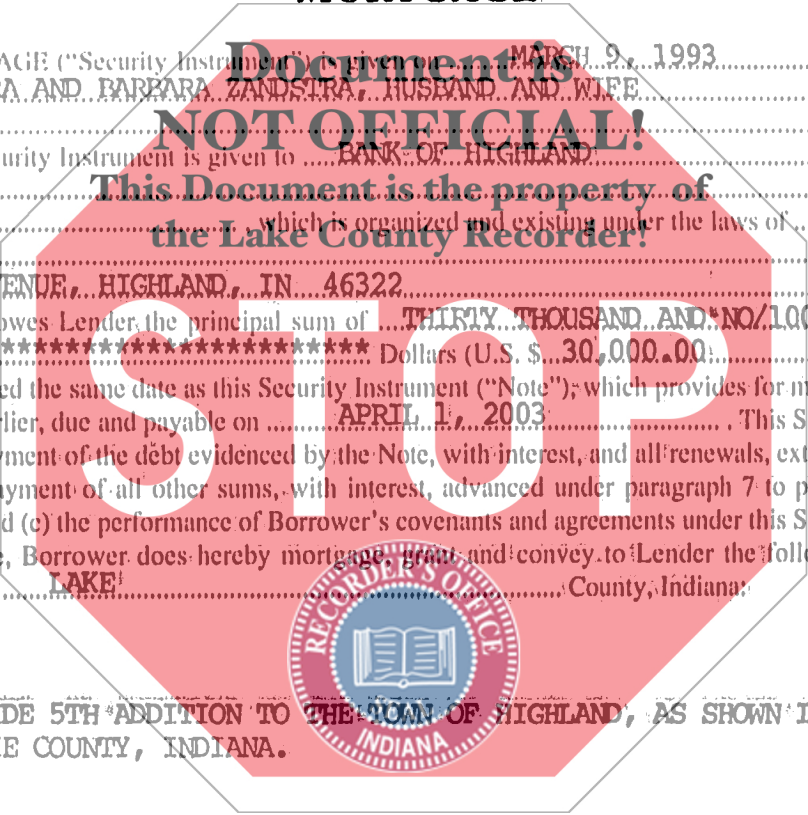 MORTGAGE
AGE ("Security Instrument") is given on MARCH 9, 1993
RA AND BARBARA ZANDSTRA, HUSBAND AND WIFE
Document is
NOT OFFICIAL!
This Document is the property of
the Lake County Recorder!
urity Instrument is given to BANK OF HIGHLAND
, which is organized and existing under the laws of
ENUE, HIGHLAND, IN 46322
owes Lender the principal sum of THIRTY THOUSAND AND NO/100
*********************** Dollars (U.S. $ 30,000.00
ed the same date as this Security Instrument ("Note"), which provides for m
lier, due and payable on APRIL 1, 2003 . This S
yment of the debt evidenced by the Note, with interest, and all renewals, ext
ayment of all other sums, with interest, advanced under paragraph 7 to p
d (c) the performance of Borrower's covenants and agreements under this S
e, Borrower does hereby mortgage, grant and convey to Lender the follo
LAKE County, Indiana:
STOP
RECORDER'S OFFICE
INDIANA
DE 5TH ADDITION TO THE TOWN OF HIGHLAND, AS SHOWN I
E COUNTY, INDIANA.